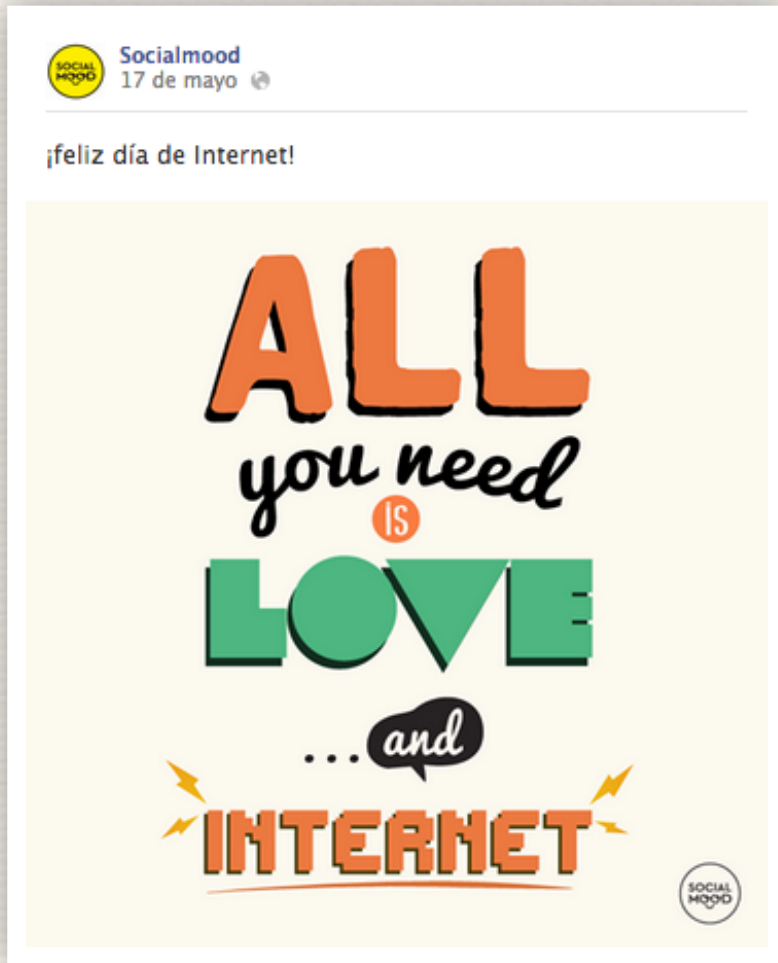 SOCIAL
MOOD
Socialmood
17 de mayo
¡feliz día de Internet!
ALL
you need
is
LOVE
...and
INTERNET
SOCIAL
MOOD